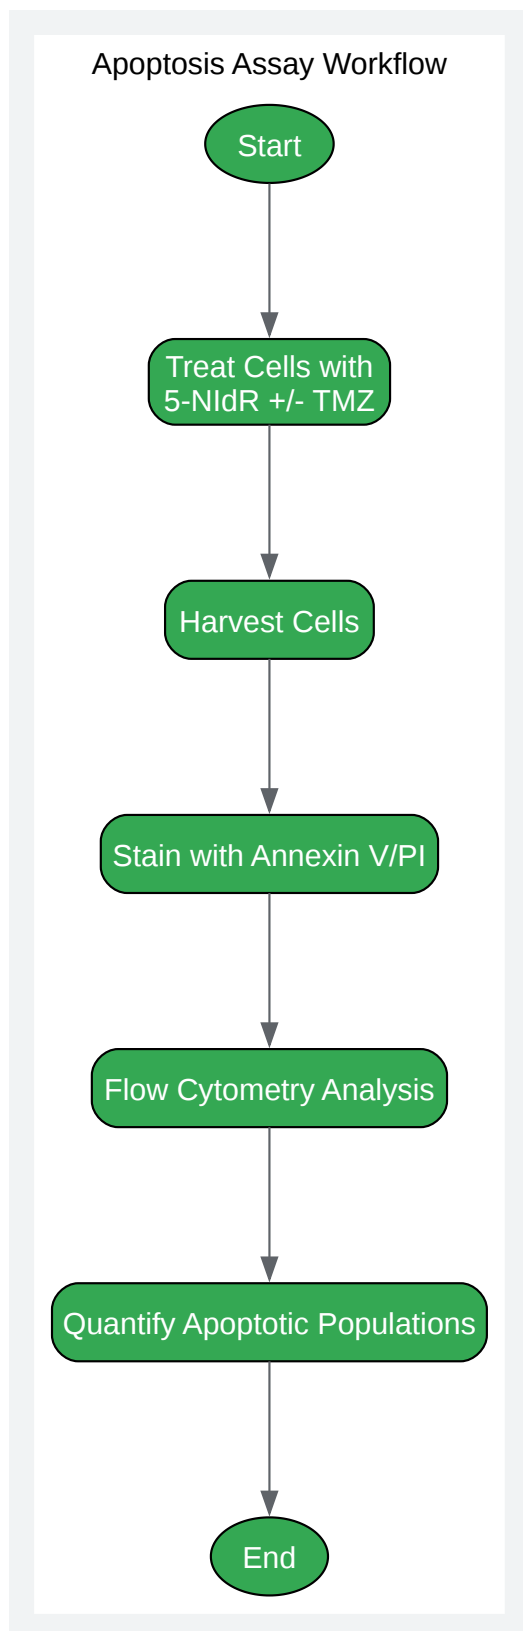 Apoptosis Assay Workflow
Start
Treat Cells with
5-NIdR +/- TMZ
Harvest Cells
Stain with Annexin V/PI
Flow Cytometry Analysis
Quantify Apoptotic Populations
End